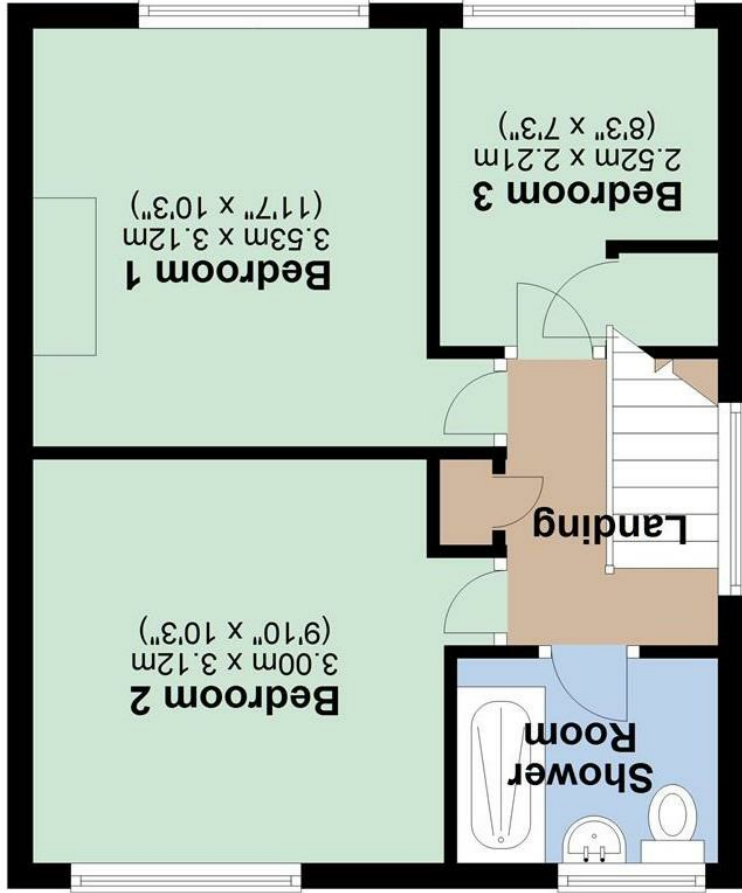 Shower
Room
Bedroom 2
3.00m x 3.12m
(9'10" x 10'3")
Landing
Bedroom 1
3.53m x 3.12m
(11'7" x 10'3")
Bedroom 3
2.52m x 2.21m
(8'3" x 7'3")